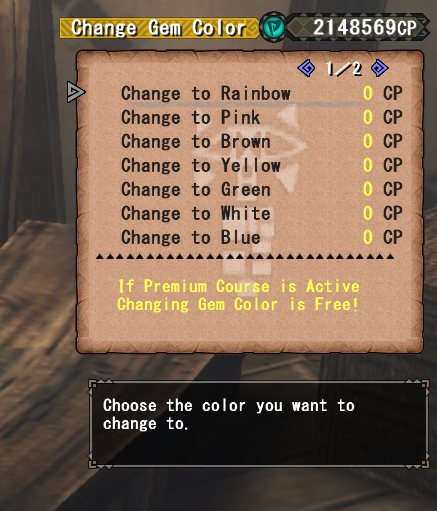 Change Gem Color 2148569CP
1/2
Change to Rainbow 0 CP
Change to Pink 0 CP
Change to Brown 0 CP
Change to Yellow 0 CP
Change to Green 0 CP
Change to White 0 CP
Change to Blue 0 CP
If Premium Course is Active
Changing Gem Color is Free!
Choose the color you want to
change to.